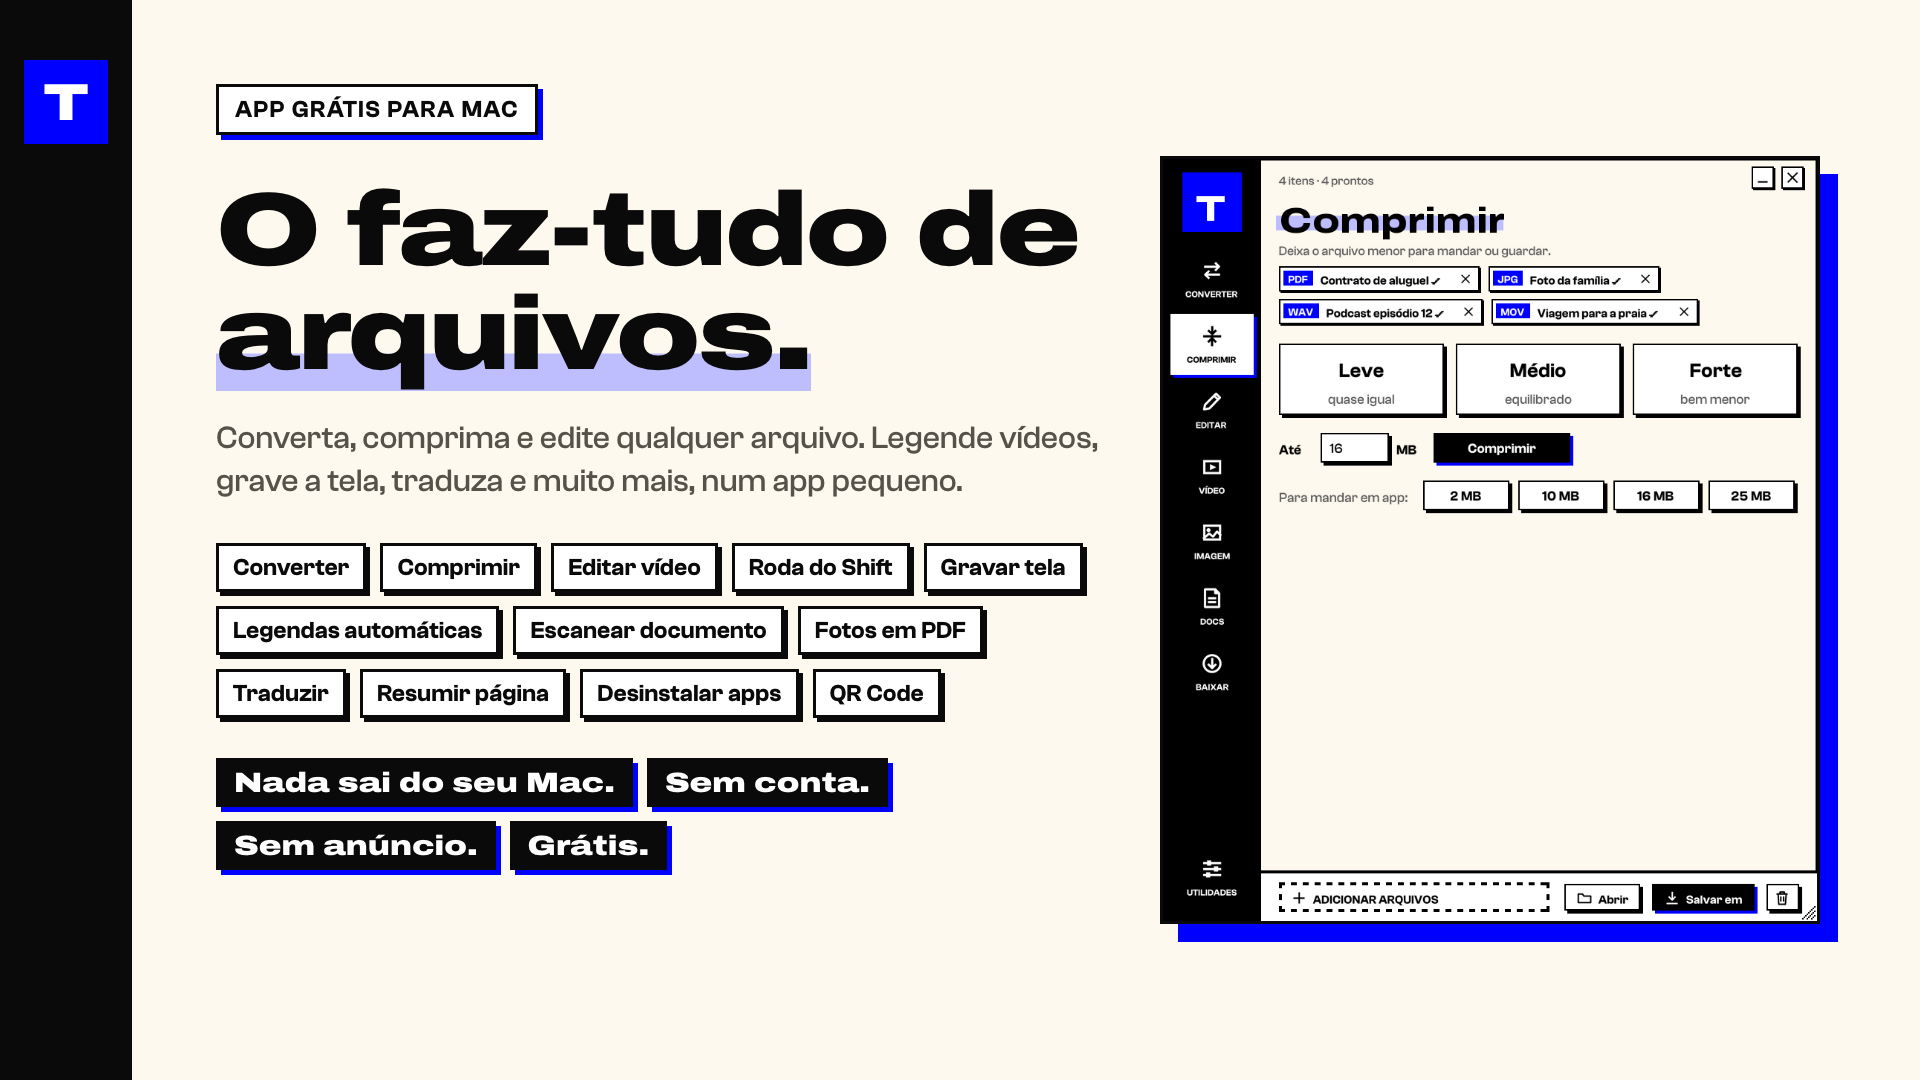 T
APP GRÁTIS PARA MAC
O faz-tudo de
arquivos.
Converta, comprima e edite qualquer arquivo. Legende vídeos,
grave a tela, traduza e muito mais, num app pequeno.
Converter Comprimir Editar vídeo Roda do Shift Gravar tela
Legendas automáticas Escanear documento Fotos em PDF
Traduzir Resumir página Desinstalar apps QR Code
Nada sai do seu Mac. Sem conta.
Sem anúncio. Grátis.
T
CONVERTER
COMPRIMIR
EDITAR
VÍDEO
IMAGEM
DOCS
BAIXAR
UTILIDADES
4 itens · 4 prontos
Comprimir
Deixa o arquivo menor para mandar ou guardar.
PDF Contrato de aluguel JPG Foto da família
WAV Podcast episódio 12 MOV Viagem para a praia
Leve Médio Forte
quase igual equilibrado bem menor
Até 16 MB Comprimir
Para mandar em app: 2 MB 10 MB 16 MB 25 MB
ADICIONAR ARQUIVOS Abrir Salvar em